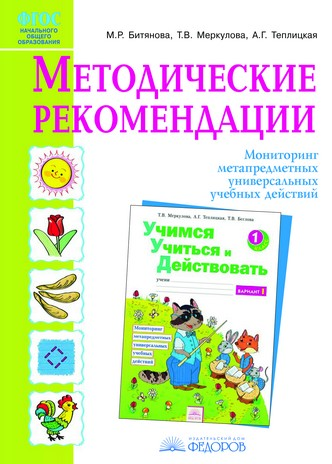 ФГОС
НАЧАЛЬНОГО
ОБЩЕГО
ОБРАЗОВАНИЯ
М.Р. Битянова, Т.В. Меркулова, А.Г. Теплицкая
МЕТОДИЧЕСКИЕ
РЕКОМЕНДАЦИИ
Мониторинг
метапредметных
универсальных
учебных действий
Т.В. Меркулова, А.Г. Теплицкая, Т.В. Беглова
Учимся
Учиться и
Действовать
1
ВАРИАНТ 1
Мониторинг
метапредметных
универсальных
учебных
действий
ИЗДАТЕЛЬСКИЙ ДОМ
ФЕДОРОВ